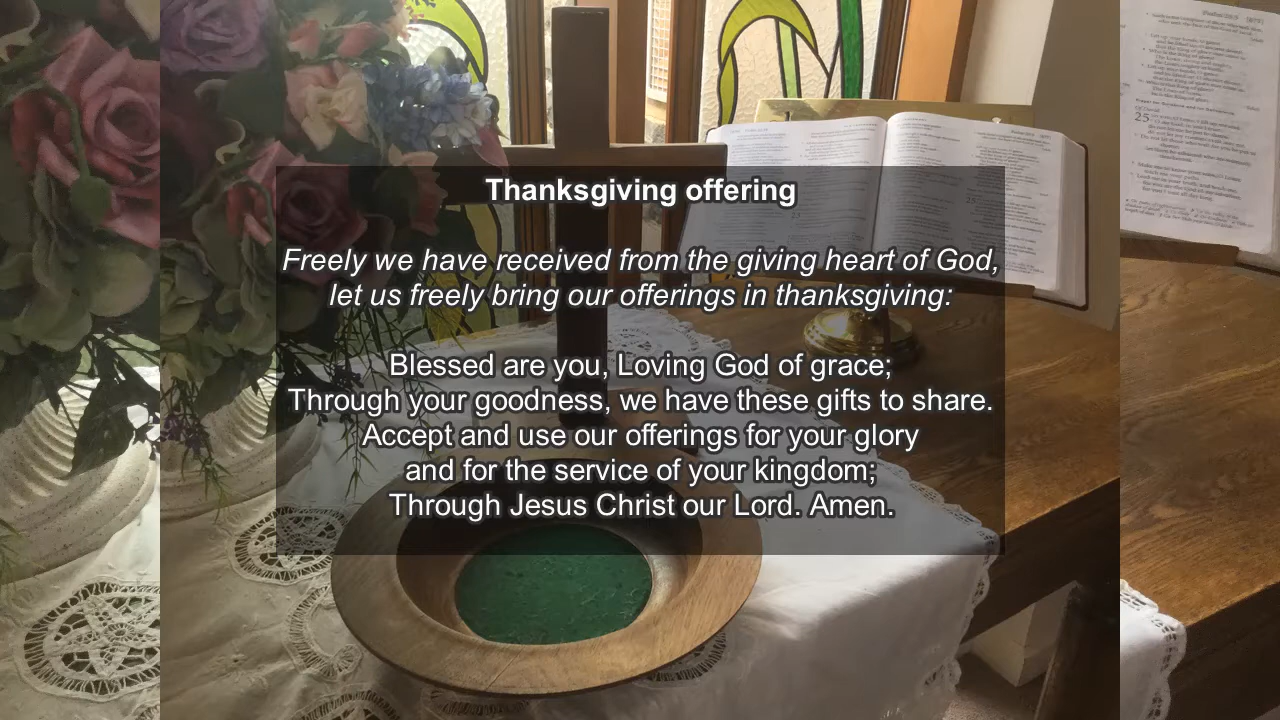 Thanksgiving offering
Freely we have received from the giving heart of God,
let us freely bring our offerings in thanksgiving:
Blessed are you, Loving God of grace;
Through your goodness, we have these gifts to share.
Accept and use our offerings for your glory
and for the service of your kingdom;
Through Jesus Christ our Lord. Amen.
25